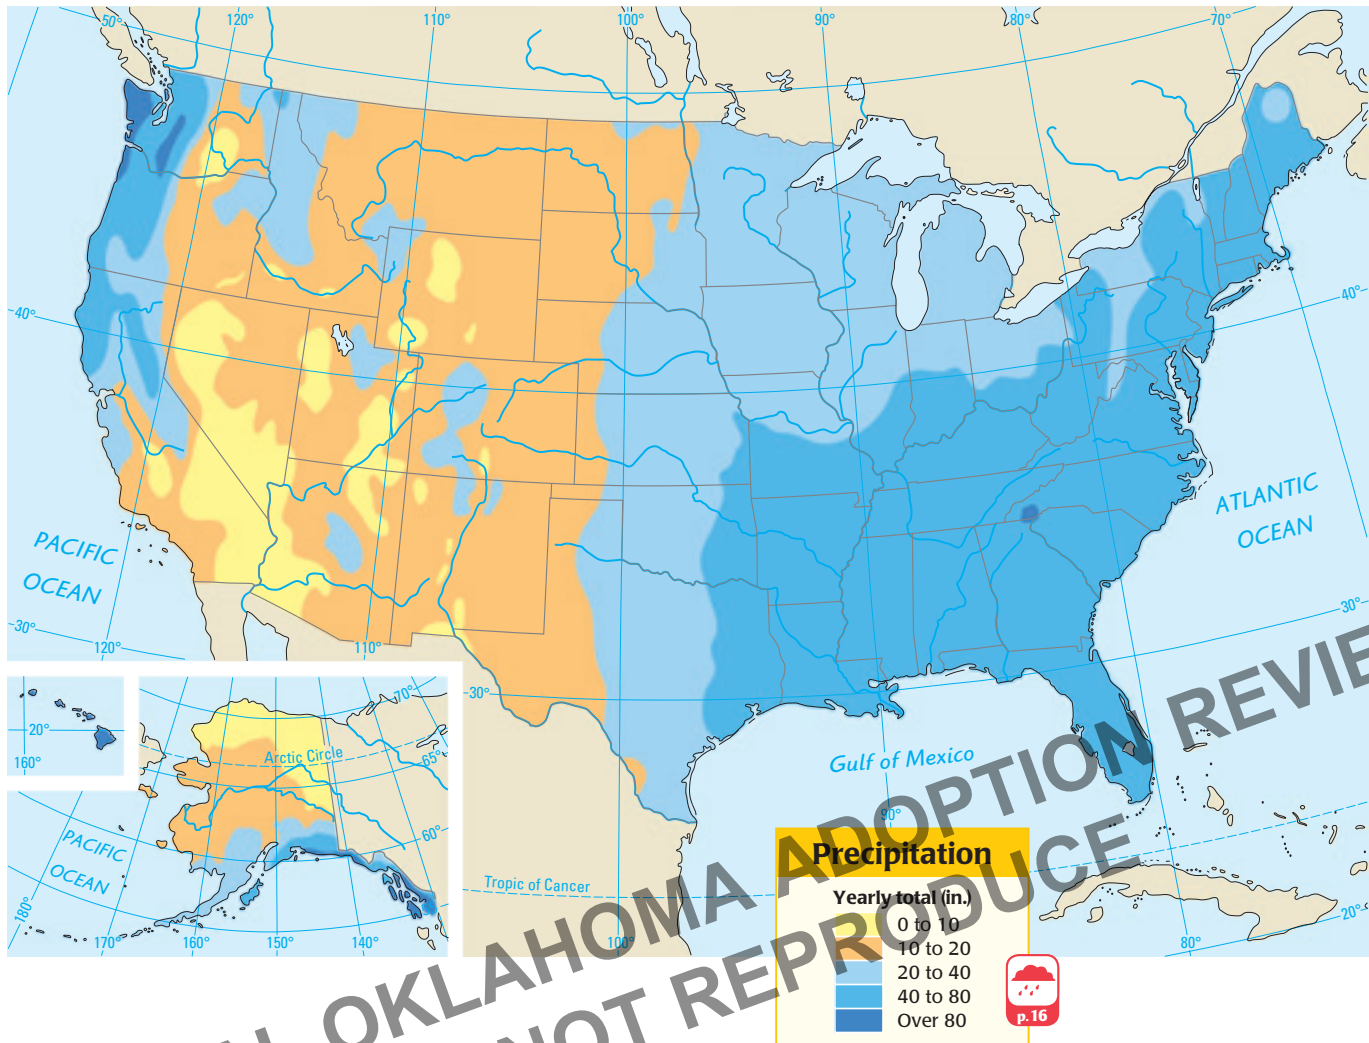 50°
120°
110°
100°
90°
80°
70°
40°
40°
PACIFIC
OCEAN
ATLANTIC
OCEAN
30°
30°
120°
110°
30°
20°
160°
70°
Arctic Circle
65°
60°
PACIFIC
OCEAN
180°
170°
160°
150°
140°
Gulf of Mexico
90°
Tropic of Cancer
100°
80°
20°
Precipitation
Yearly total (in.)
0 to 10
10 to 20
20 to 40
40 to 80
Over 80
p.16
OKLAHOMA ADOPTION REVIE
NOT REPRODUCE